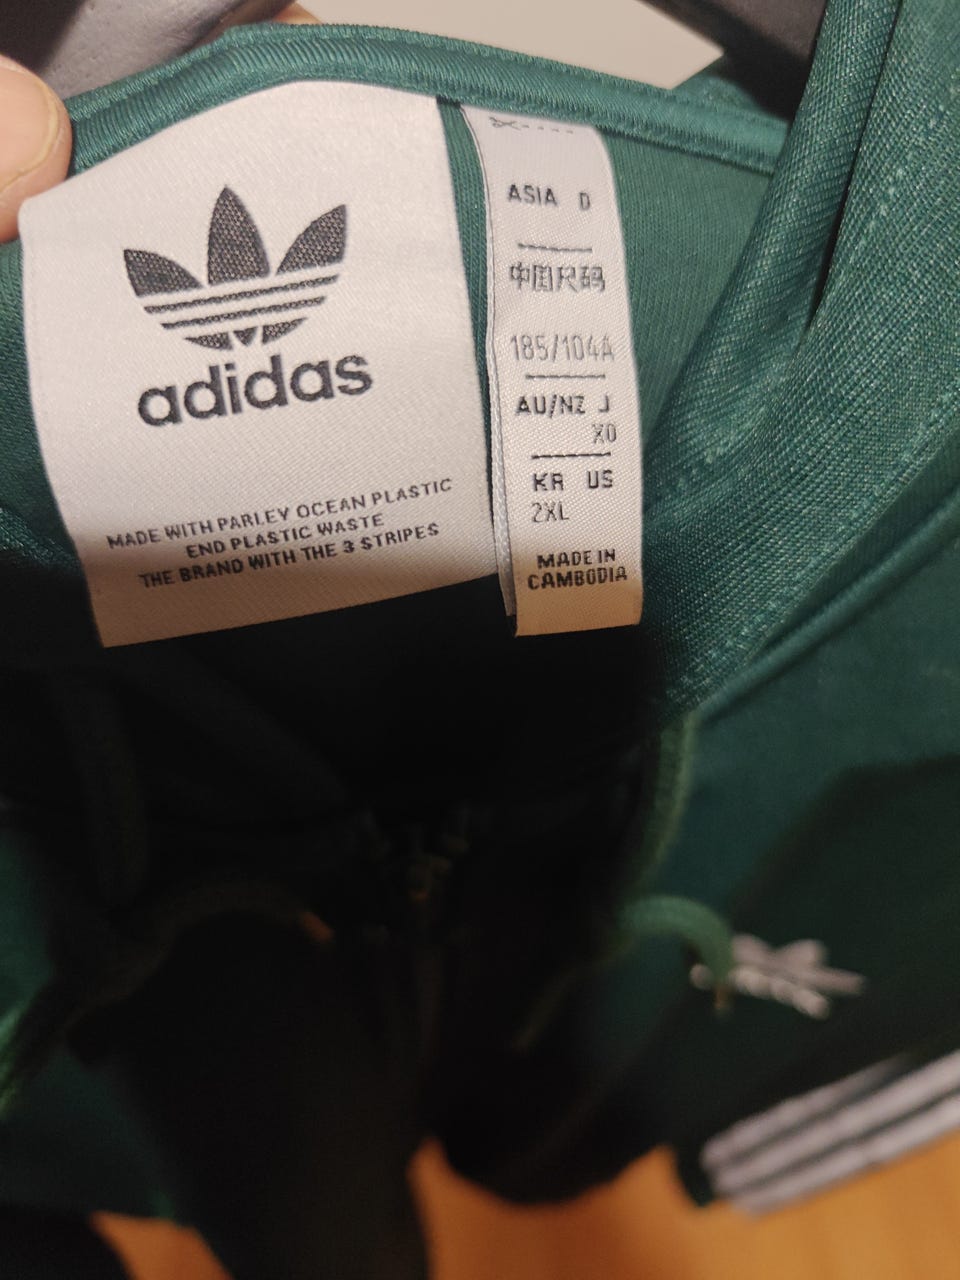 adidas
MADE WITH PARLEY OCEAN PLASTIC
END PLASTIC WASTE
THE BRAND WITH THE 3 STRIPES
ASIA D
中国尺码
185/104A
AU/NZ J
XO
KR US
2XL
MADE IN
CAMBODIA